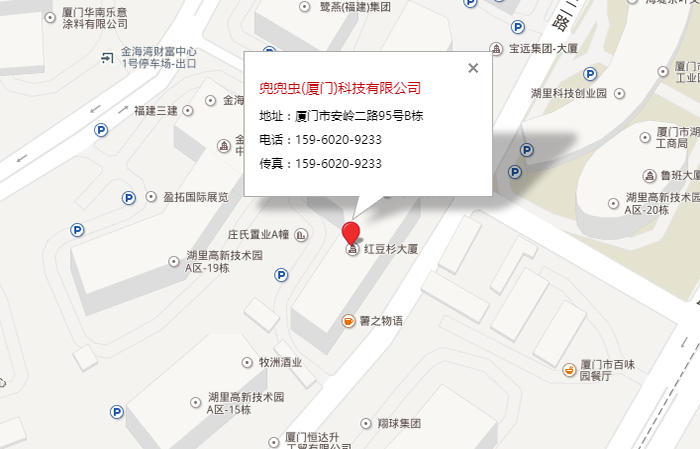 鹭燕(福建)集团
厦门华南乐意
涂料有限公司
宝远集团-大厦
二路
金海湾财富中心
1号停车场-出口
兜兜虫(厦门)科技有限公司
地址：厦门市安岭二路95号B栋
电话：159-6020-9233
传真：159-6020-9233
湖里科技创业园
福建三建
金海
中
工商局
鲁班大厦
盈拓国际展览
湖里高新技术园
A区-20栋
庄氏置业A幢
红豆杉大厦
湖里高新技术园
A区-19栋
薯之物语
牧洲酒业
厦门市百味
园餐厅
湖里高新技术园
A区-15栋
翔球集团
厦门恒达升
工贸有限公司